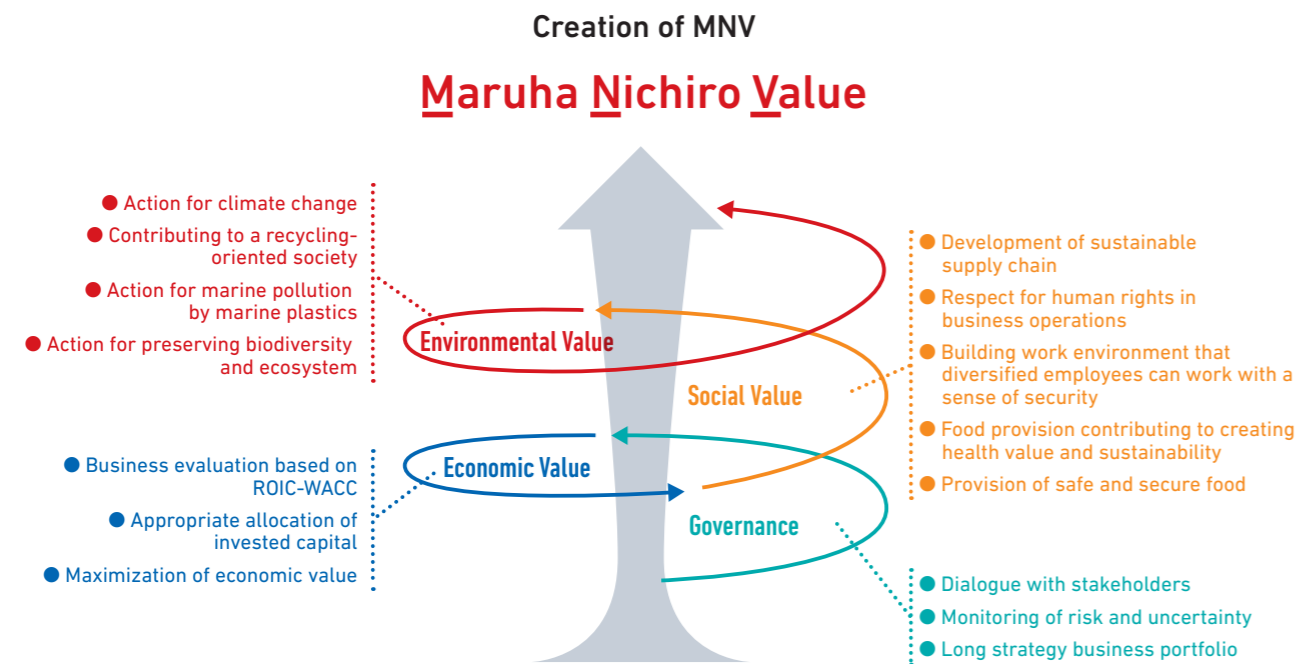 Creation of MNV
Maruha Nichiro Value
● Action for climate change
● Contributing to a recycling-
oriented society
● Action for marine pollution
by marine plastics
● Action for preserving biodiversity
and ecosystem
Environmental Value
● Development of sustainable
supply chain
● Respect for human rights in
business operations
● Building work environment that
diversified employees can work with a
sense of security
● Food provision contributing to creating
health value and sustainability
● Provision of safe and secure food
Social Value
● Business evaluation based on
ROIC-WACC
● Appropriate allocation of
invested capital
● Maximization of economic value
Economic Value
Governance
● Dialogue with stakeholders
● Monitoring of risk and uncertainty
● Long strategy business portfolio